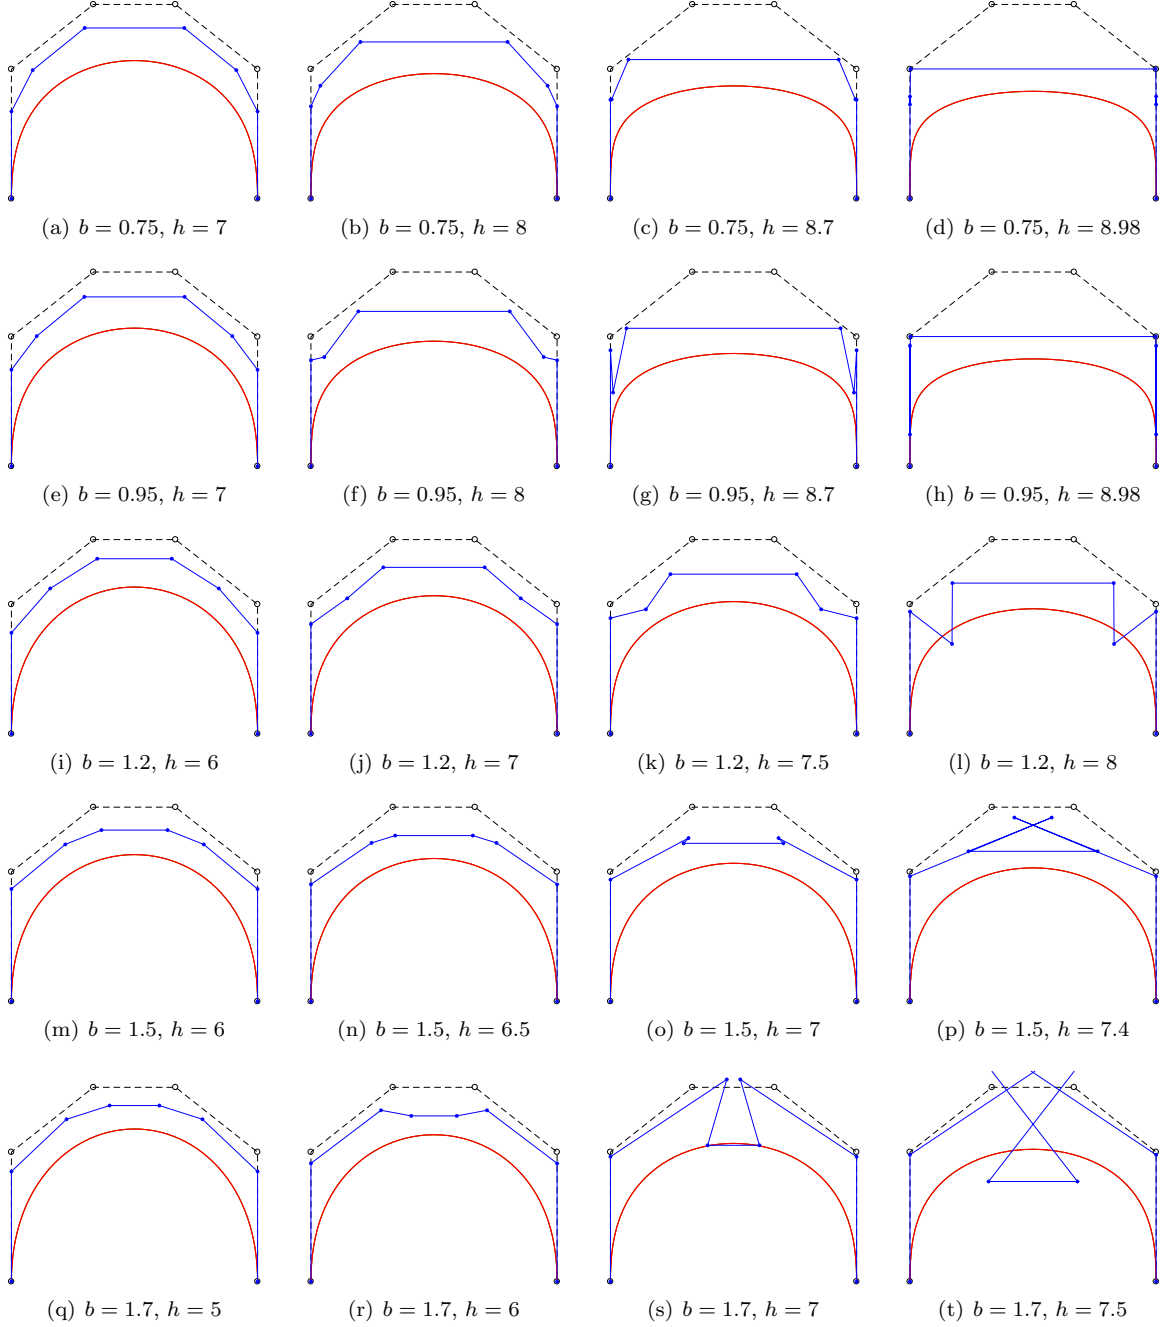 (a) b = 0.75, h = 7
(b) b = 0.75, h = 8
(c) b = 0.75, h = 8.7
(d) b = 0.75, h = 8.98
(e) b = 0.95, h = 7
(f) b = 0.95, h = 8
(g) b = 0.95, h = 8.7
(h) b = 0.95, h = 8.98
(i) b = 1.2, h = 6
(j) b = 1.2, h = 7
(k) b = 1.2, h = 7.5
(l) b = 1.2, h = 8
(m) b = 1.5, h = 6
(n) b = 1.5, h = 6.5
(o) b = 1.5, h = 7
(p) b = 1.5, h = 7.4
(q) b = 1.7, h = 5
(r) b = 1.7, h = 6
(s) b = 1.7, h = 7
(t) b = 1.7, h = 7.5